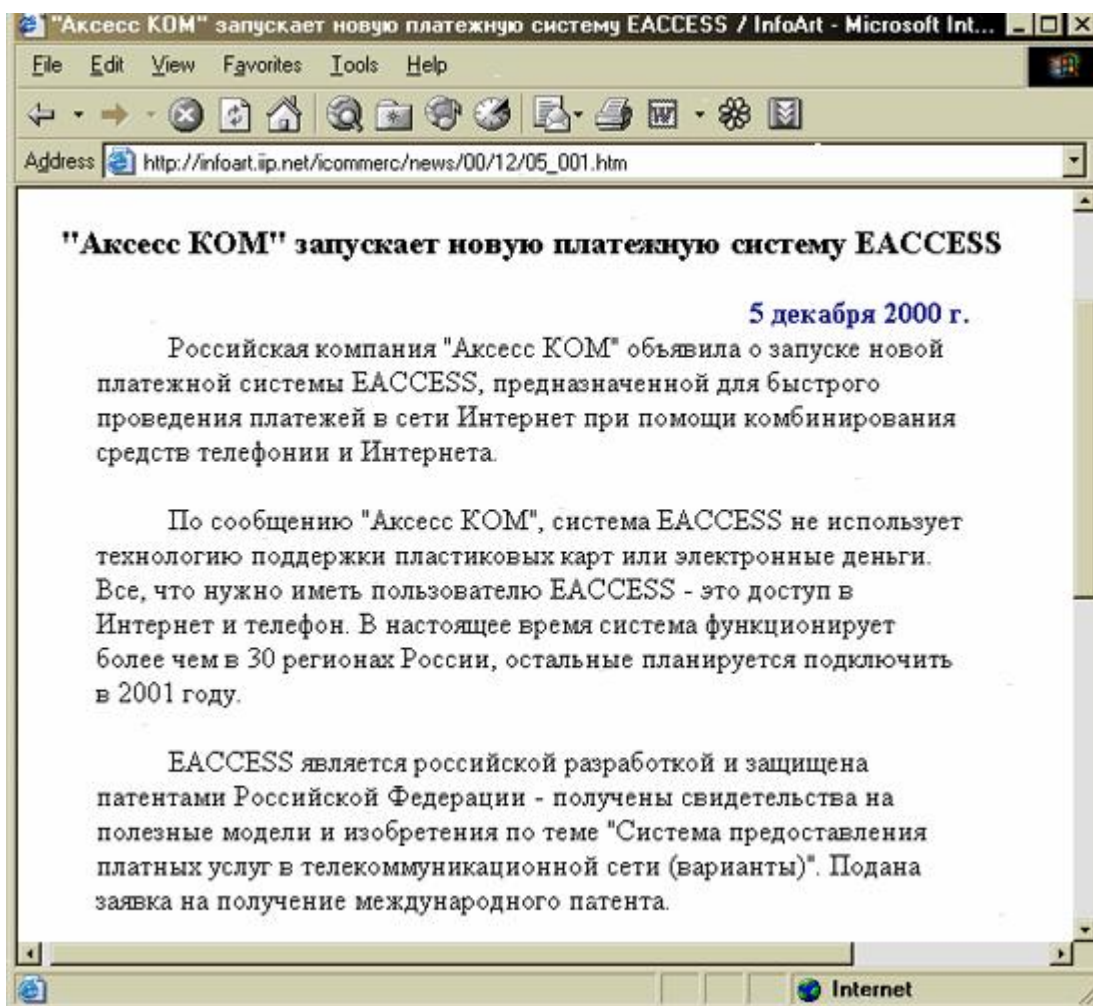 "Аксесс КОМ" запускает новую платежную систему EACCESS / InfoArt - Microsoft Int...
File Edit View Favorites Tools Help
Address http://infoart.iip.net/icommerc/news/00/12/05_001.htm
"Аксесс КОМ" запускает новую платежную систему EACCESS
5 декабря 2000 г.
Российская компания "Аксесс КОМ" объявила о запуске новой
платежной системы EACCESS, предназначенной для быстрого
проведения платежей в сети Интернет при помощи комбинирования
средств телефонии и Интернета.
По сообщению "Аксесс КОМ", система EACCESS не использует
технологию поддержки пластиковых карт или электронные деньги.
Все, что нужно иметь пользователю EACCESS - это доступ в
Интернет и телефон. В настоящее время система функционирует
более чем в 30 регионах России, остальные планируется подключить
в 2001 году.
EACCESS является российской разработкой и защищена
патентами Российской Федерации - получены свидетельства на
полезные модели и изобретения по теме "Система предоставления
платных услуг в телекоммуникационной сети (варианты)". Подана
заявка на получение международного патента.
Internet